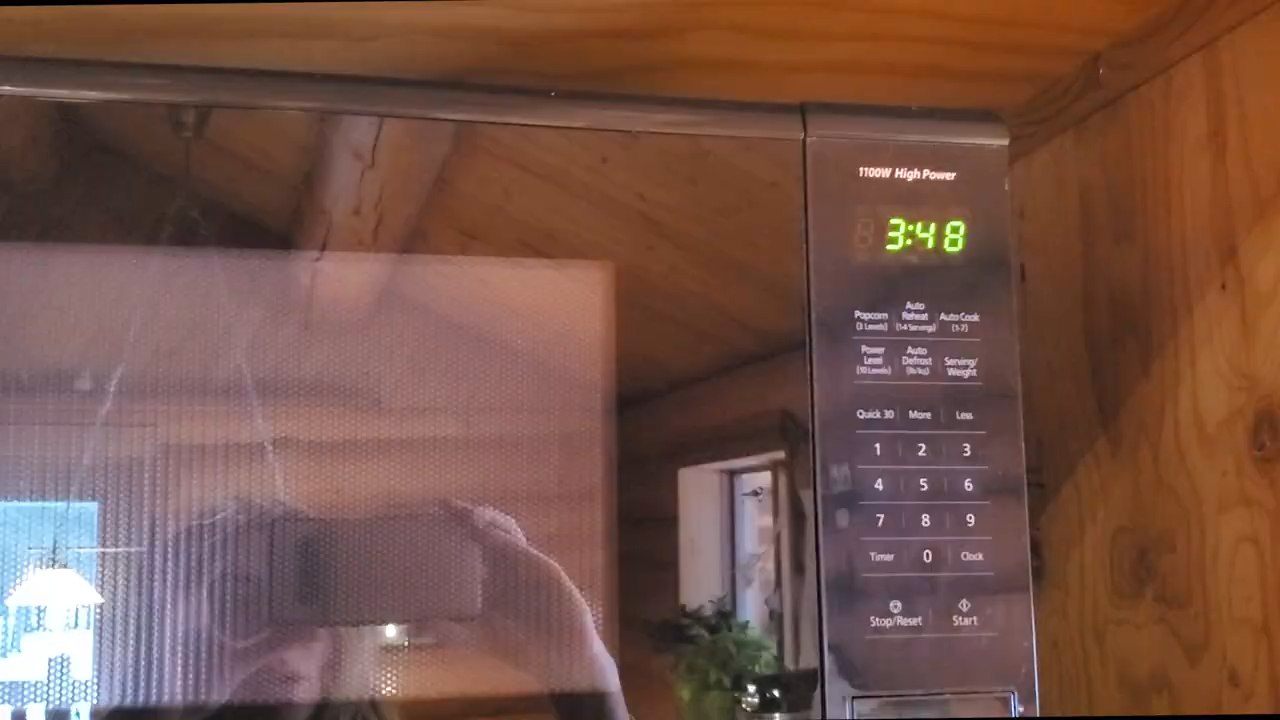 1100W High Power
3:48
Popcorn (3 Levels) Auto Reheat (1-4 Servings) Auto Cook (1-7)
Power Level (10 Levels) Auto Defrost (lb/kg) Serving/Weight
Quick 30 More Less
1 2 3
4 5 6
7 8 9
Timer 0 Clock
Stop/Reset Start